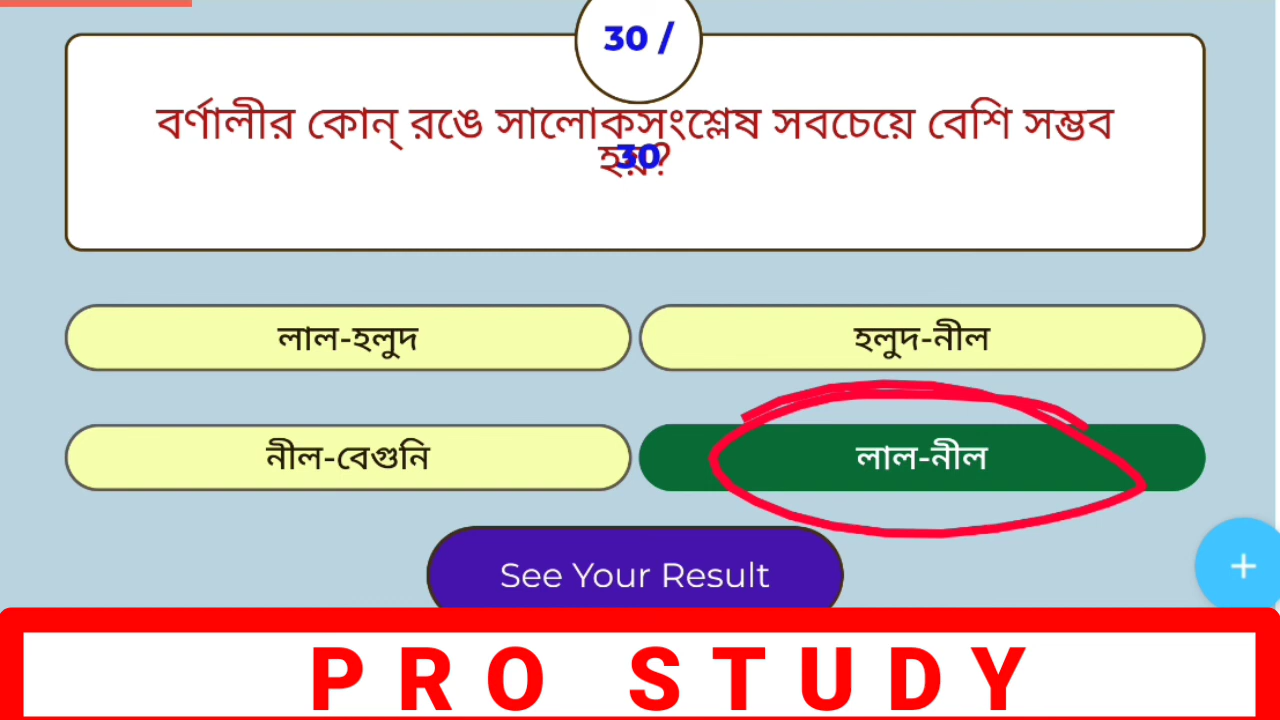 30 /
বর্ণালীর কোন্ রঙে সালোকসংশ্লেষ সবচেয়ে বেশি সম্ভব
হয়?
30
লাল-হলুদ
হলুদ-নীল
নীল-বেগুনি
লাল-নীল
See Your Result
+
PRO STUDY